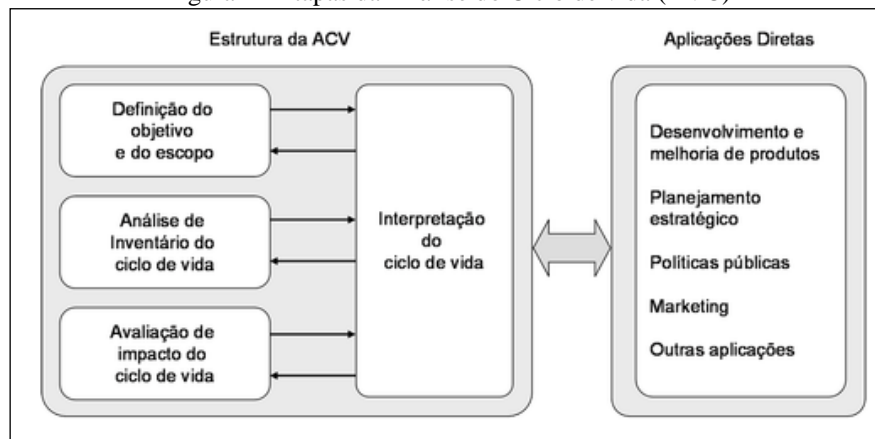 Estrutura da ACV
Aplicações Diretas
Definição do
objetivo
e do escopo
Análise de
Inventário do
ciclo de vida
Avaliação de
impacto do
ciclo de vida
Interpretação
do
ciclo de vida
Desenvolvimento e
melhoria de produtos
Planejamento
estratégico
Políticas públicas
Marketing
Outras aplicações